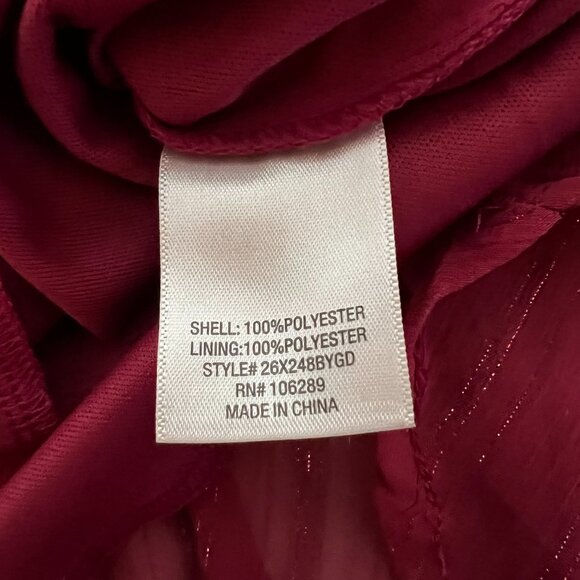 SHELL: 100%POLYESTER
LINING:100%POLYESTER
STYLE# 26X248BYGD
RN# 106289
MADE IN CHINA